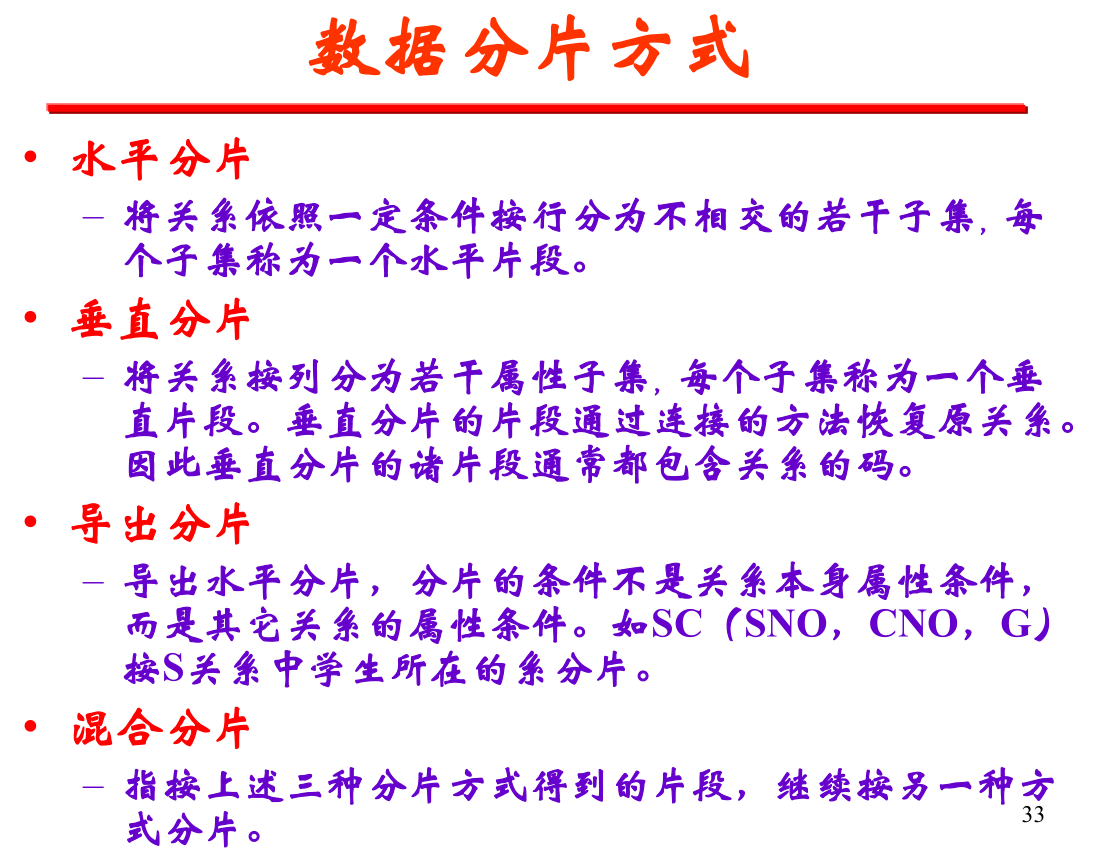 数据分片方式
• 水平分片
– 将关系依照一定条件按行分为不相交的若干子集, 每
个子集称为一个水平片段。
• 垂直分片
– 将关系按列分为若干属性子集, 每个子集称为一个垂
直片段。垂直分片的片段通过连接的方法恢复原关系。
因此垂直分片的诸片段通常都包含关系的码。
• 导出分片
– 导出水平分片，分片的条件不是关系本身属性条件，
而是其它关系的属性条件。如SC（SNO，CNO，G）
按S关系中学生所在的系分片。
• 混合分片
– 指按上述三种分片方式得到的片段，继续按另一种方
式分片。
33